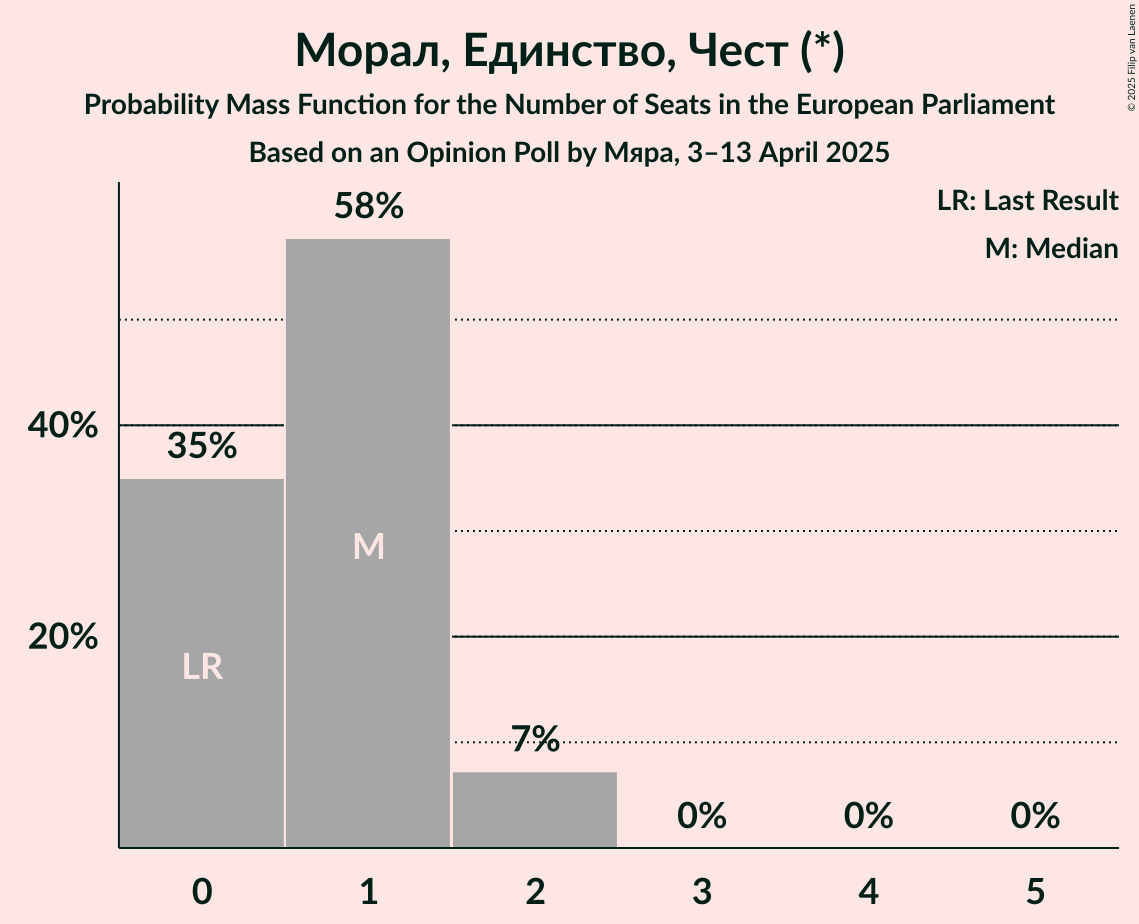 Морал, Единство, Чест (*)
Probability Mass Function for the Number of Seats in the European Parliament
Based on an Opinion Poll by Мяра, 3–13 April 2025
© 2025 Filip van Laenen
LR: Last Result
M: Median
58%
40%
35%
M
20%
LR
7%
0% 0% 0%
0 1 2 3 4 5